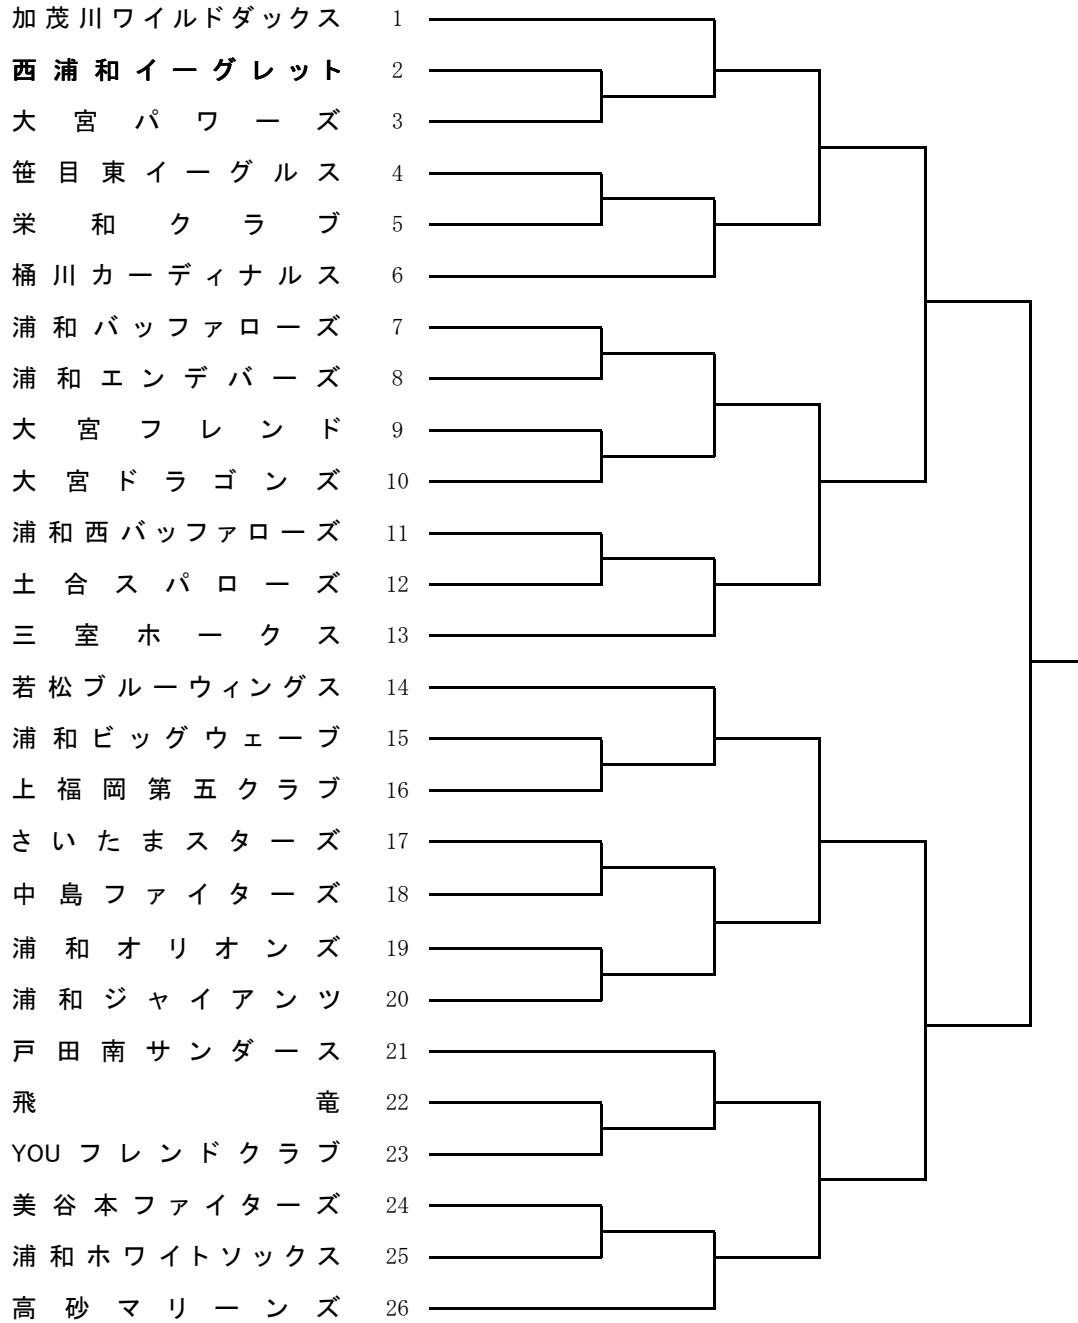 加茂川ワイルドダックス 1
西浦和イーグレット 2
大宮パワーズ 3
笹目東イーグルス 4
栄和クラブ 5
桶川カーディナルス 6
浦和バッファローズ 7
浦和エンデバーズ 8
大宮フレンド 9
大宮ドラゴンズ 10
浦和西バッファローズ 11
土合スパローズ 12
三室ホークス 13
若松ブルーウィングス 14
浦和ビッグウェーブ 15
上福岡第五クラブ 16
さいたまスターズ 17
中島ファイターズ 18
浦和オリオンズ 19
浦和ジャイアンツ 20
戸田南サンダース 21
飛竜 22
YOUフレンドクラブ 23
美谷本ファイターズ 24
浦和ホワイトソックス 25
高砂マリーンズ 26